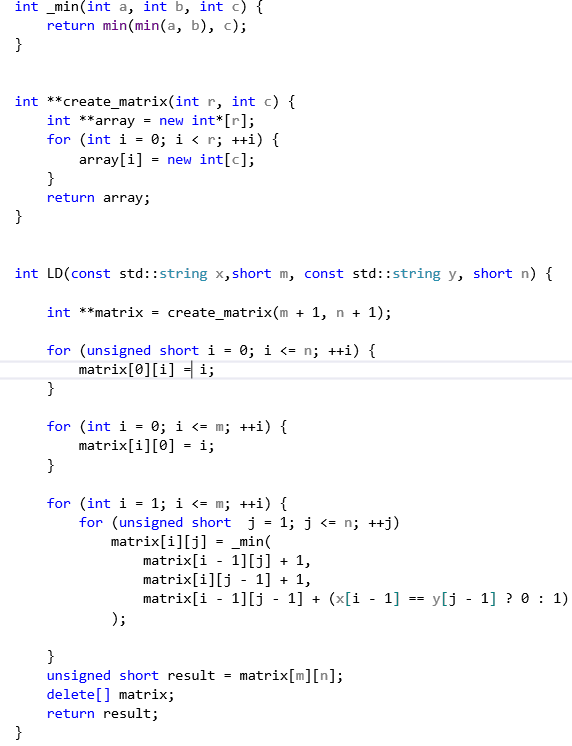 int _min(int a, int b, int c) {
    return min(min(a, b), c);
}
int **create_matrix(int r, int c) {
    int **array = new int*[r];
    for (int i = 0; i < r; ++i) {
        array[i] = new int[c];
    }
    return array;
}
int LD(const std::string x,short m, const std::string y, short n) {
    int **matrix = create_matrix(m + 1, n + 1);
    for (unsigned short i = 0; i <= n; ++i) {
        matrix[0][i] = i;
    }
    for (int i = 0; i <= m; ++i) {
        matrix[i][0] = i;
    }
    for (int i = 1; i <= m; ++i) {
        for (unsigned short  j = 1; j <= n; ++j)
            matrix[i][j] = _min(
                matrix[i - 1][j] + 1,
                matrix[i][j - 1] + 1,
                matrix[i - 1][j - 1] + (x[i - 1] == y[j - 1] ? 0 : 1)
            );
    }
    unsigned short result = matrix[m][n];
    delete[] matrix;
    return result;
}